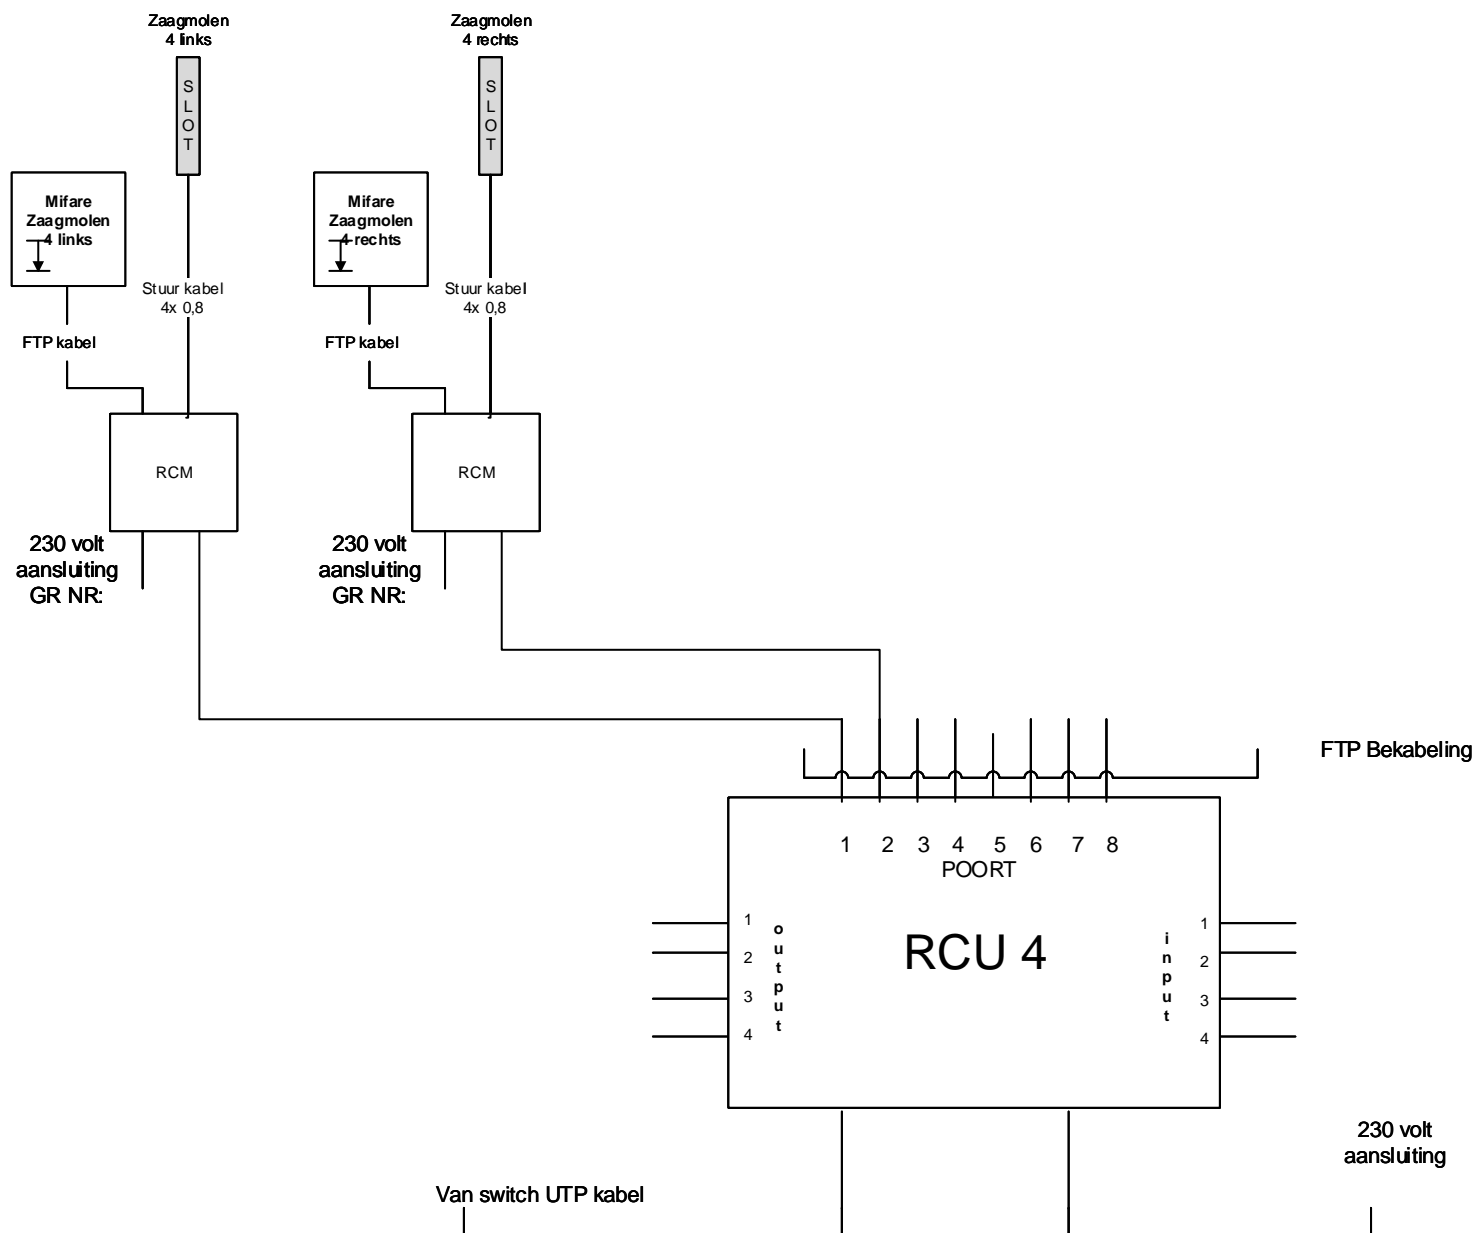 Zaagmolen
4 links
Zaagmolen
4 rechts
S
L
O
T
S
L
O
T
Mifare
Zaagmolen
4 links
Mifare
Zaagmolen
4 rechts
Stuur kabel
4x 0,8
Stuur kabel
4x 0,8
FTP kabel
FTP kabel
RCM
RCM
230 volt
aansluiting
GR NR:
230 volt
aansluiting
GR NR:
FTP Bekabeling
1 2 3 4 5 6 7 8
POORT
RCU 4
1
2
3
4
output
input
1
2
3
4
230 volt
aansluiting
Van switch UTP kabel